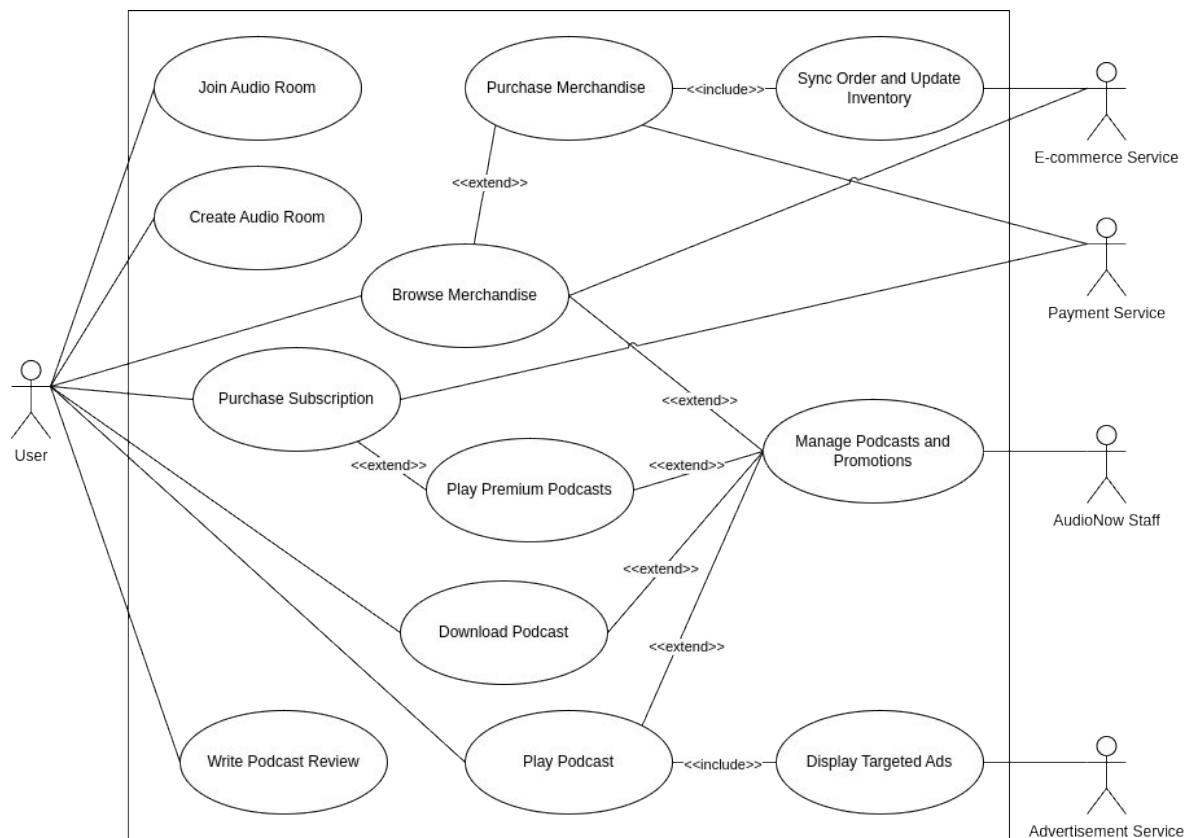 Join Audio Room
Purchase Merchandise
<<include>>
Sync Order and Update
Inventory
E-commerce Service
<<extend>>
Create Audio Room
Browse Merchandise
Payment Service
Purchase Subscription
<<extend>>
Manage Podcasts and
Promotions
User
<<extend>>
Play Premium Podcasts
<<extend>>
AudioNow Staff
<<extend>>
Download Podcast
<<extend>>
Write Podcast Review
Play Podcast
<<include>>
Display Targeted Ads
Advertisement Service